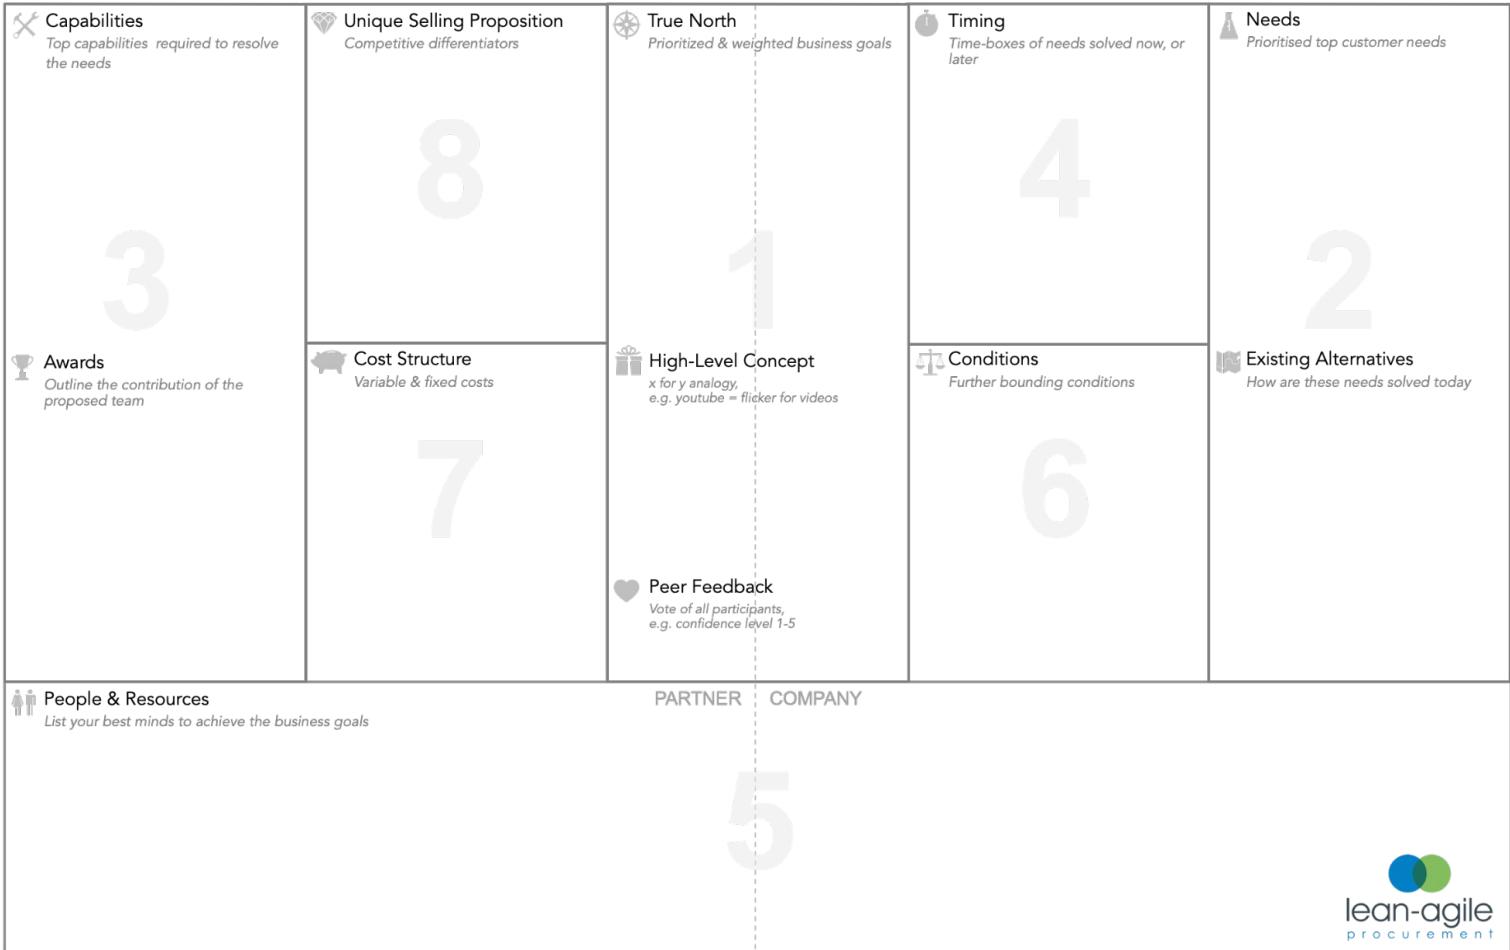 Capabilities
Top capabilities  required to resolve
the needs
3
Awards
Outline the contribution of the
proposed team
Unique Selling Proposition
Competitive differentiators
8
Cost Structure
Variable & fixed costs
7
True North
Prioritized & weighted business goals
1
High-Level Concept
x for y analogy,
e.g. youtube = flicker for videos
Peer Feedback
Vote of all participants,
e.g. confidence level 1-5
Timing
Time-boxes of needs solved now, or
later
4
Conditions
Further bounding conditions
6
Needs
Prioritised top customer needs
2
Existing Alternatives
How are these needs solved today
People & Resources
List your best minds to achieve the business goals
PARTNER
COMPANY
5
lean-agile
procurement